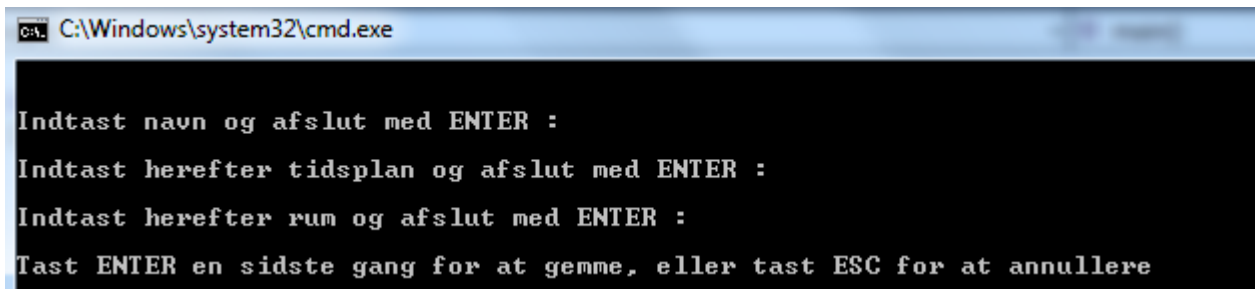 C:\Windows\system32\cmd.exe
Indtast navn og afslut med ENTER :
Indtast herefter tidsplan og afslut med ENTER :
Indtast herefter rum og afslut med ENTER :
Tast ENTER en sidste gang for at gemme, eller tast ESC for at annullere